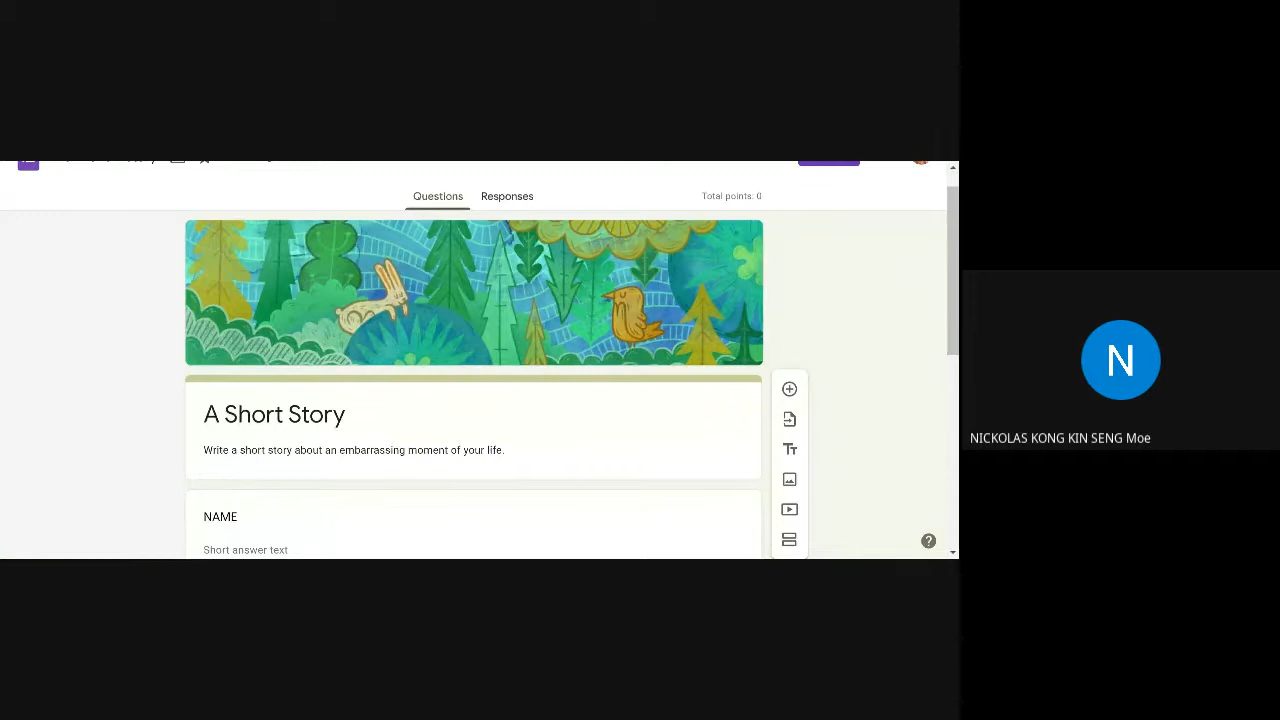 Questions Responses Total points: 0
A Short Story
Write a short story about an embarrassing moment of your life.
NAME
Short answer text
N
NICKOLAS KONG KIN SENG Moe